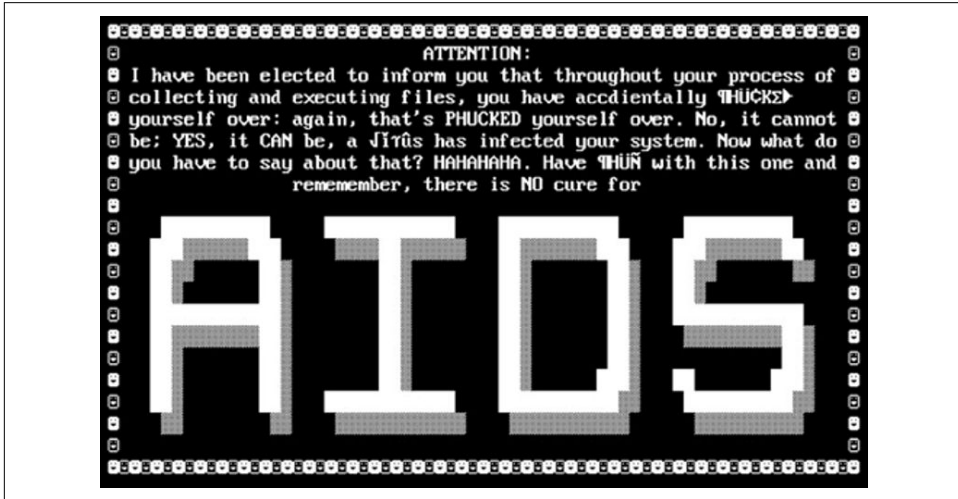 ATTENTION:
I have been elected to inform you that throughout your process of
collecting and executing files, you have accdientally ¶HÜ¢KΣ►
yourself over: again, that's PHUCKED yourself over. No, it cannot
be; YES, it CAN be, a √ìτûs has infected your system. Now what do
you have to say about that? HAHAHAHA. Have ¶HÜÑ with this one and
rememember, there is NO cure for
AIDS